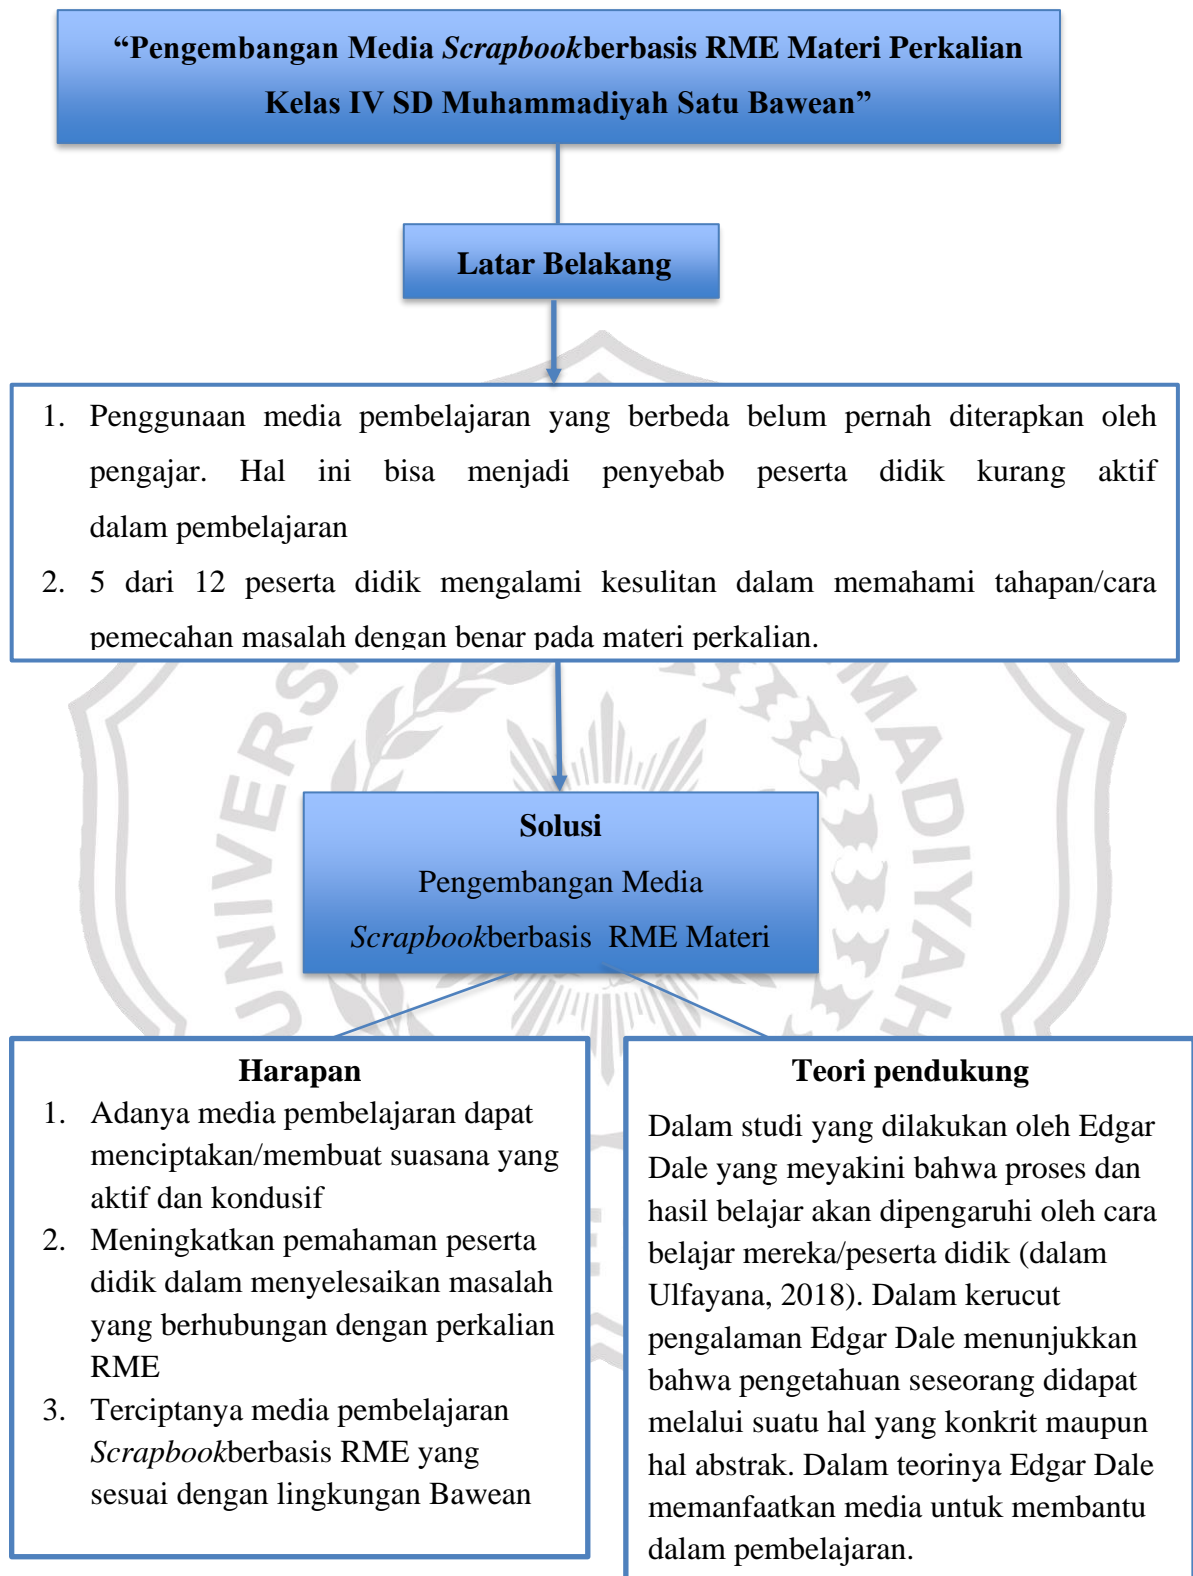 “Pengembangan Media Scrapbookberbasis RME Materi Perkalian
Kelas IV SD Muhammadiyah Satu Bawean”
Latar Belakang
1. Penggunaan media pembelajaran yang berbeda belum pernah diterapkan oleh
pengajar. Hal ini bisa menjadi penyebab peserta didik kurang aktif
dalam pembelajaran
2. 5 dari 12 peserta didik mengalami kesulitan dalam memahami tahapan/cara
pemecahan masalah dengan benar pada materi perkalian.
Solusi
Pengembangan Media
Scrapbookberbasis RME Materi
Harapan
1. Adanya media pembelajaran dapat
menciptakan/membuat suasana yang
aktif dan kondusif
2. Meningkatkan pemahaman peserta
didik dalam menyelesaikan masalah
yang berhubungan dengan perkalian
RME
3. Terciptanya media pembelajaran
Scrapbookberbasis RME yang
sesuai dengan lingkungan Bawean
Teori pendukung
Dalam studi yang dilakukan oleh Edgar
Dale yang meyakini bahwa proses dan
hasil belajar akan dipengaruhi oleh cara
belajar mereka/peserta didik (dalam
Ulfayana, 2018). Dalam kerucut
pengalaman Edgar Dale menunjukkan
bahwa pengetahuan seseorang didapat
melalui suatu hal yang konkrit maupun
hal abstrak. Dalam teorinya Edgar Dale
memanfaatkan media untuk membantu
dalam pembelajaran.